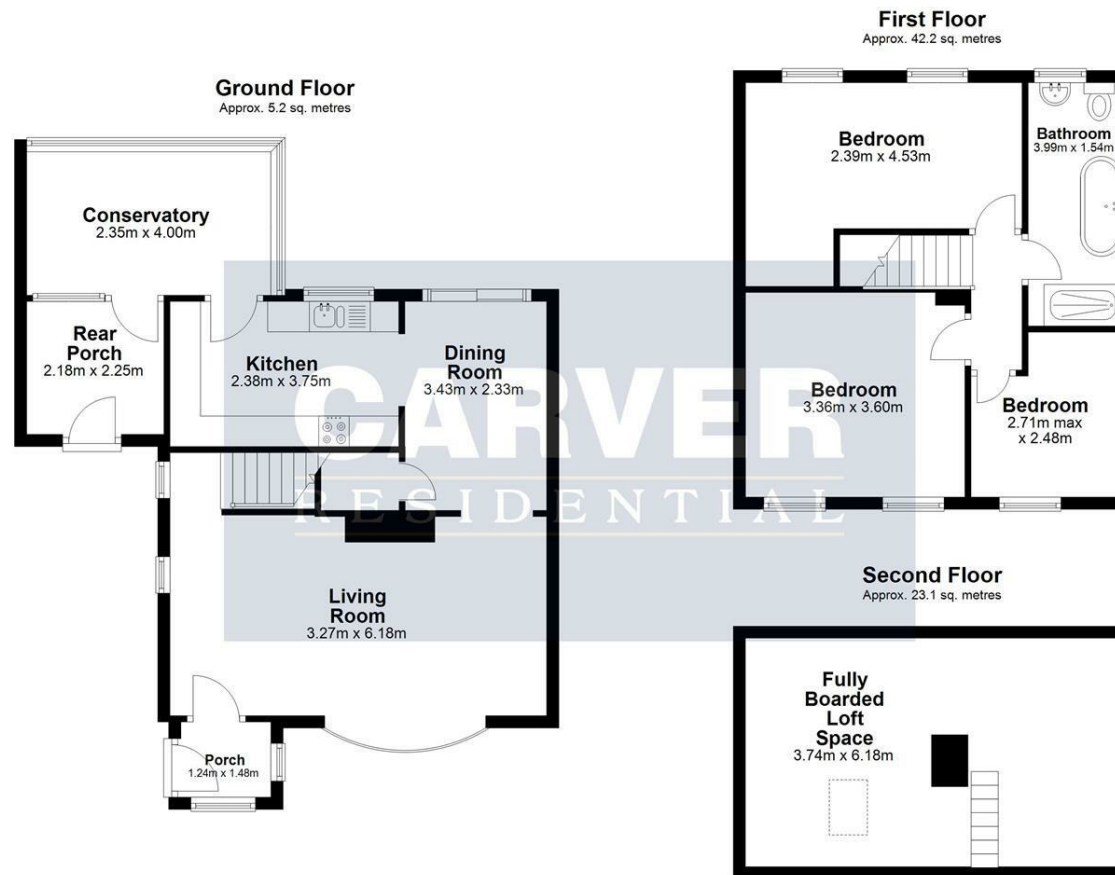 Ground Floor
Approx. 5.2 sq. metres
Conservatory
2.35m x 4.00m
Rear
Porch
2.18m x 2.25m
Kitchen
2.38m x 3.75m
Dining
Room
3.43m x 2.33m
Living
Room
3.27m x 6.18m
Porch
1.24m x 1.48m
First Floor
Approx. 42.2 sq. metres
Bedroom
2.39m x 4.53m
Bathroom
3.99m x 1.54m
Bedroom
3.36m x 3.60m
Bedroom
2.71m max
x 2.48m
Second Floor
Approx. 23.1 sq. metres
Fully
Boarded
Loft
Space
3.74m x 6.18m
CARVER
RESIDENTIAL